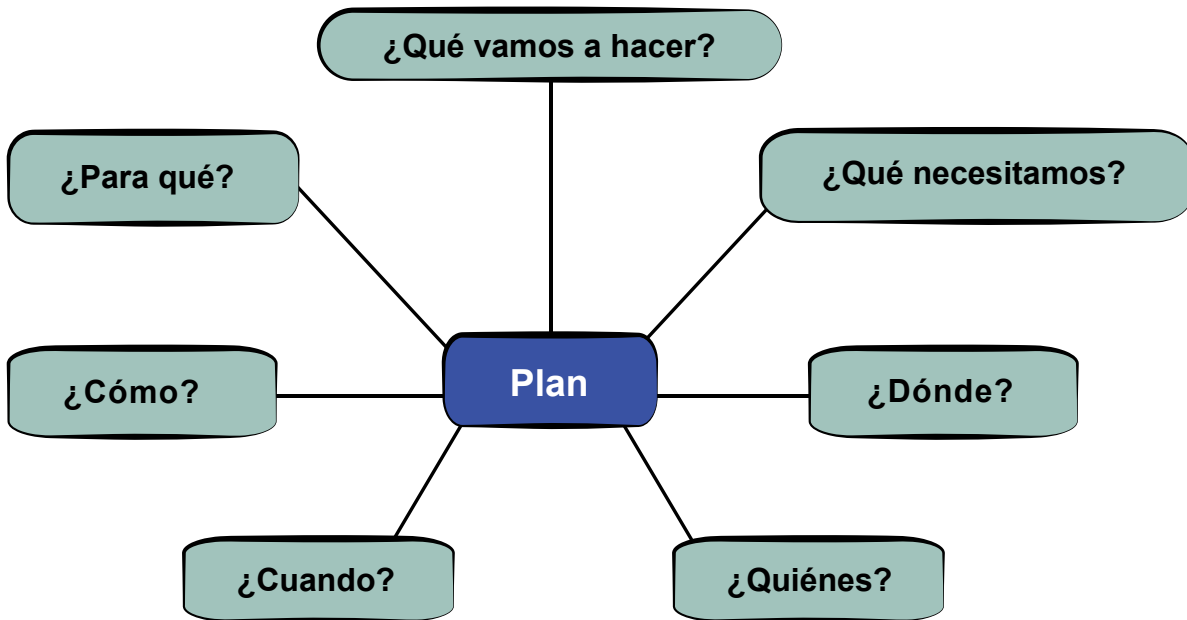 ¿Qué vamos a hacer?
¿Para qué?
¿Qué necesitamos?
Plan
¿Cómo?
¿Dónde?
¿Cuando?
¿Quiénes?